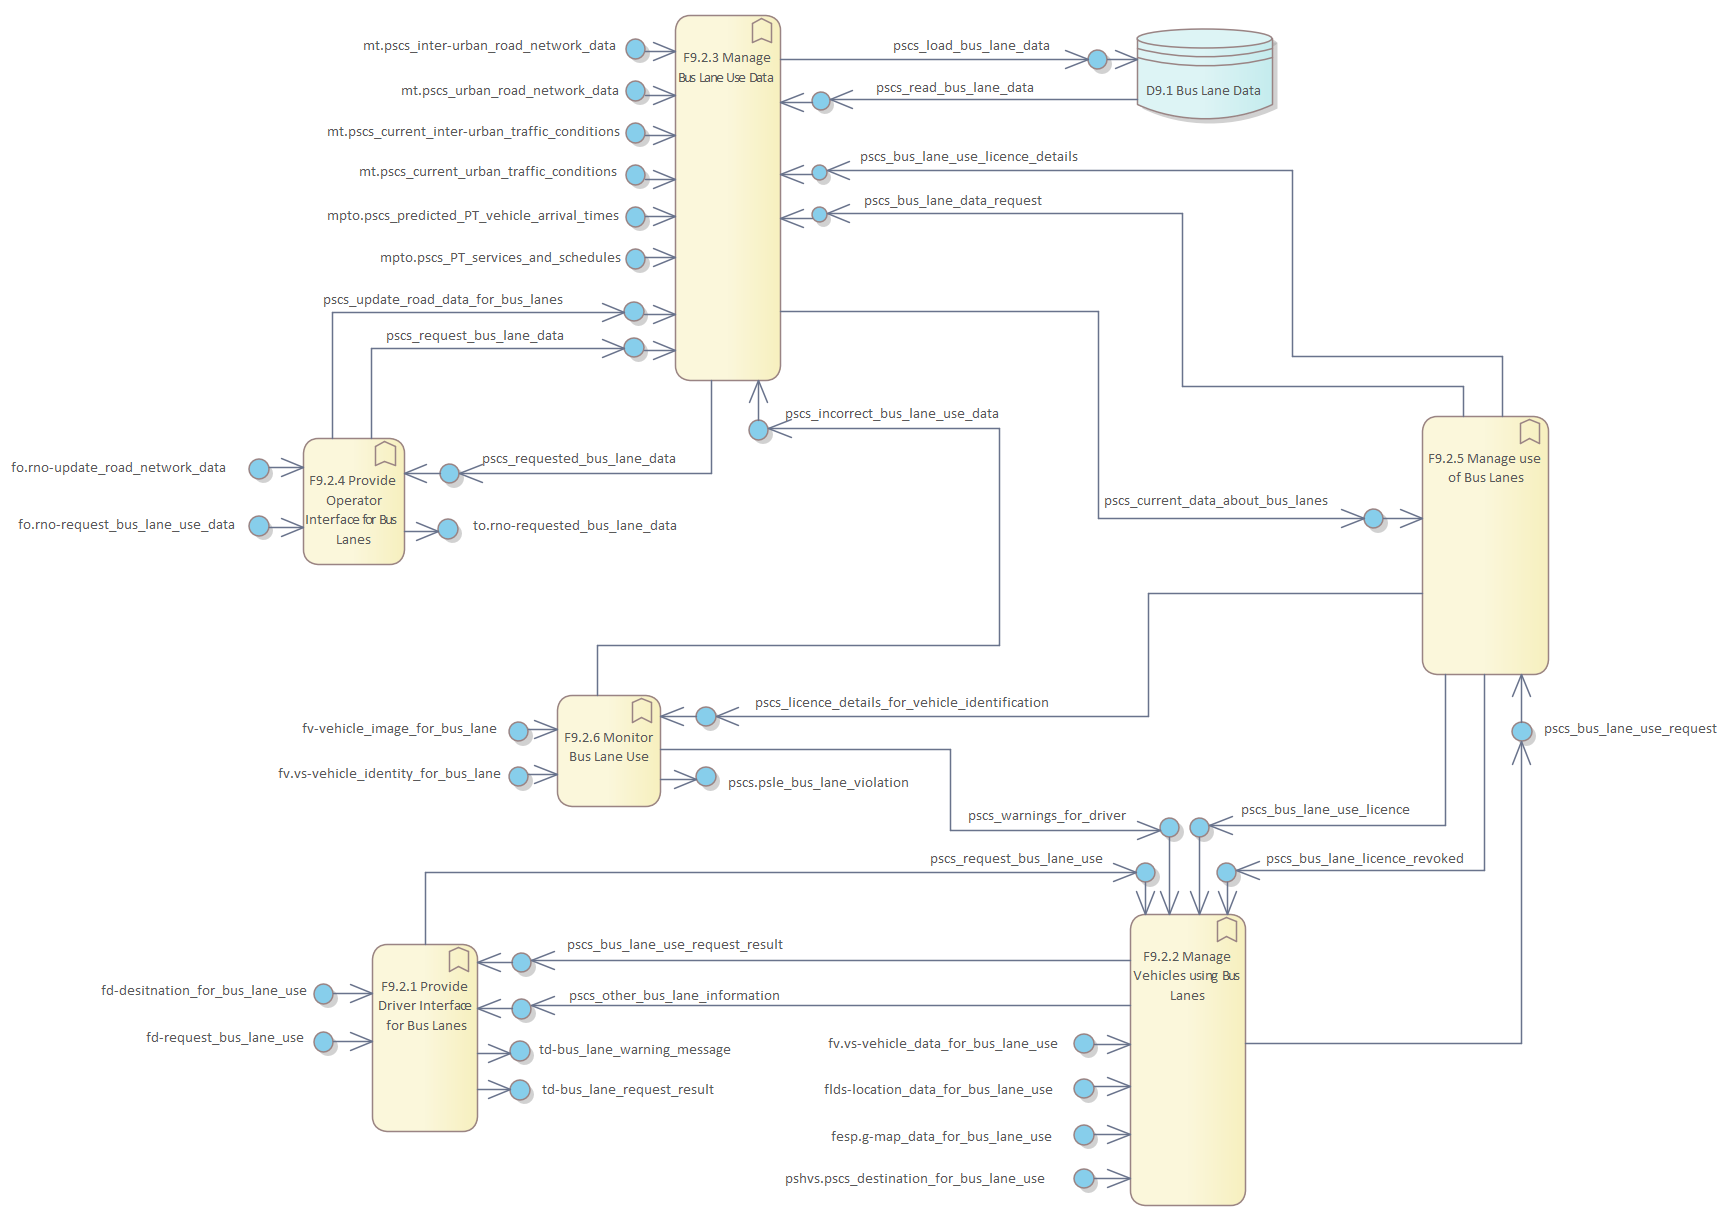 mt.pscs_inter-urban_road_network_data
mt.pscs_urban_road_network_data
mt.pscs_current_inter-urban_traffic_conditions
mt.pscs_current_urban_traffic_conditions
mpto.pscs_predicted_PT_vehicle_arrival_times
mpto.pscs_PT_services_and_schedules
pscs_update_road_data_for_bus_lanes
pscs_request_bus_lane_data
F9.2.3 Manage
Bus Lane Use Data
pscs_load_bus_lane_data
pscs_read_bus_lane_data
D9.1 Bus Lane Data
pscs_bus_lane_use_licence_details
pscs_bus_lane_data_request
pscs_incorrect_bus_lane_use_data
pscs_requested_bus_lane_data
fo.rno-update_road_network_data
fo.rno-request_bus_lane_use_data
F9.2.4 Provide
Operator
Interface for Bus
Lanes
to.rno-requested_bus_lane_data
F9.2.5 Manage use
of Bus Lanes
pscs_current_data_about_bus_lanes
pscs_licence_details_for_vehicle_identification
fv-vehicle_image_for_bus_lane
fv.vs-vehicle_identity_for_bus_lane
F9.2.6 Monitor
Bus Lane Use
pscs.psle_bus_lane_violation
pscs_bus_lane_use_request
pscs_warnings_for_driver
pscs_bus_lane_use_licence
pscs_request_bus_lane_use
pscs_bus_lane_licence_revoked
pscs_bus_lane_use_request_result
pscs_other_bus_lane_information
fd-desitnation_for_bus_lane_use
fd-request_bus_lane_use
F9.2.1 Provide
Driver Interface
for Bus Lanes
td-bus_lane_warning_message
td-bus_lane_request_result
F9.2.2 Manage
Vehicles using Bus
Lanes
fv.vs-vehicle_data_for_bus_lane_use
flds-location_data_for_bus_lane_use
fesp.g-map_data_for_bus_lane_use
pshvs.pscs_destination_for_bus_lane_use